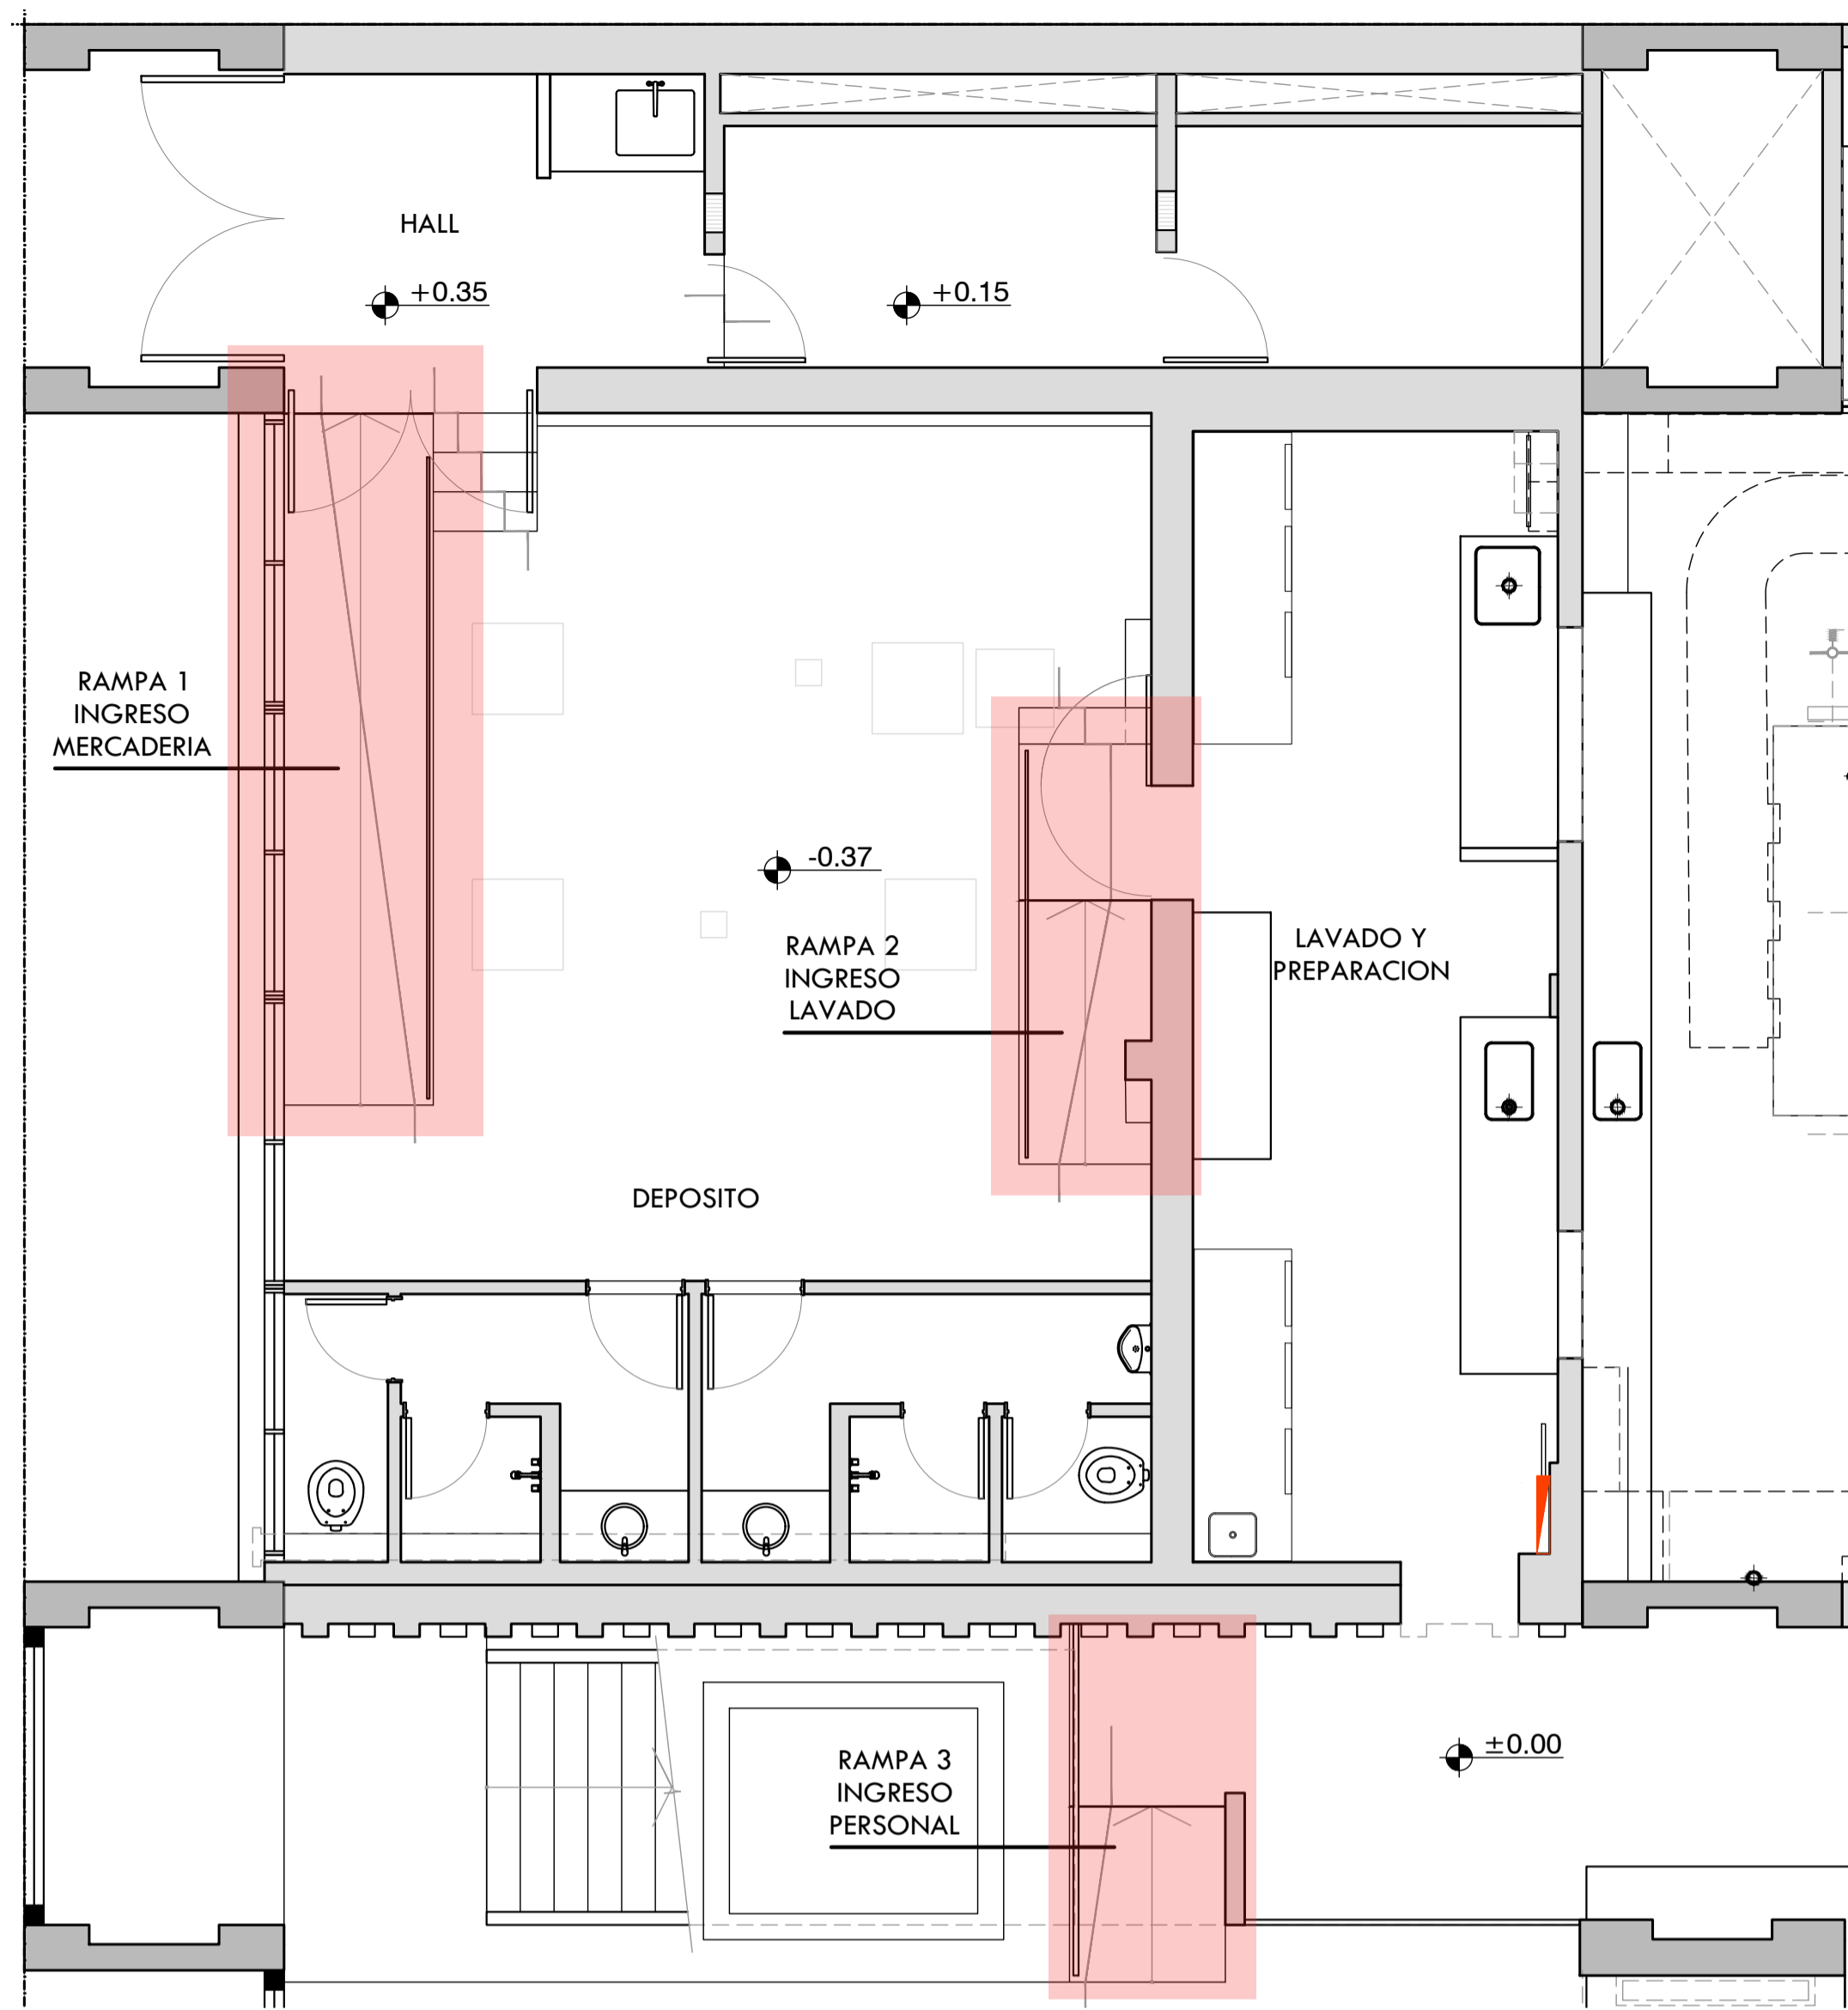 HALL
+0.35
+0.15
RAMPA 1
INGRESO
MERCADERIA
-0.37
RAMPA 2
INGRESO
LAVADO
LAVADO Y
PREPARACION
DEPOSITO
RAMPA 3
INGRESO
PERSONAL
±0.00